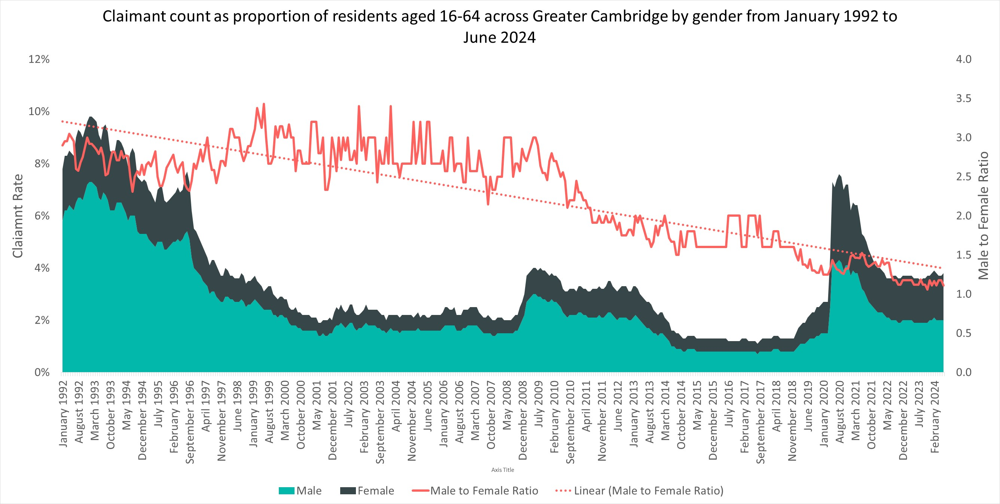 Claimant count as proportion of residents aged 16-64 across Greater Cambridge by gender from January 1992 to
June 2024
12%
10%
8%
6%
4%
2%
0%
Claiamnt Rate
4.0
3.5
3.0
2.5
2.0
1.5
1.0
0.5
0.0
Male to Female Ratio
January 1992
August 1992
March 1993
October 1993
May 1994
December 1994
July 1995
February 1996
September 1996
April 1997
November 1997
June 1998
January 1999
August 1999
March 2000
October 2000
May 2001
December 2001
July 2002
February 2003
September 2003
April 2004
November 2004
June 2005
January 2006
August 2006
March 2007
October 2007
May 2008
December 2008
July 2009
February 2010
September 2010
April 2011
November 2011
June 2012
January 2013
August 2013
March 2014
October 2014
May 2015
December 2015
July 2016
February 2017
September 2017
April 2018
November 2018
June 2019
January 2020
August 2020
March 2021
October 2021
May 2022
December 2022
July 2023
February 2024
Axis Title
Male
Female
Male to Female Ratio
Linear (Male to Female Ratio)